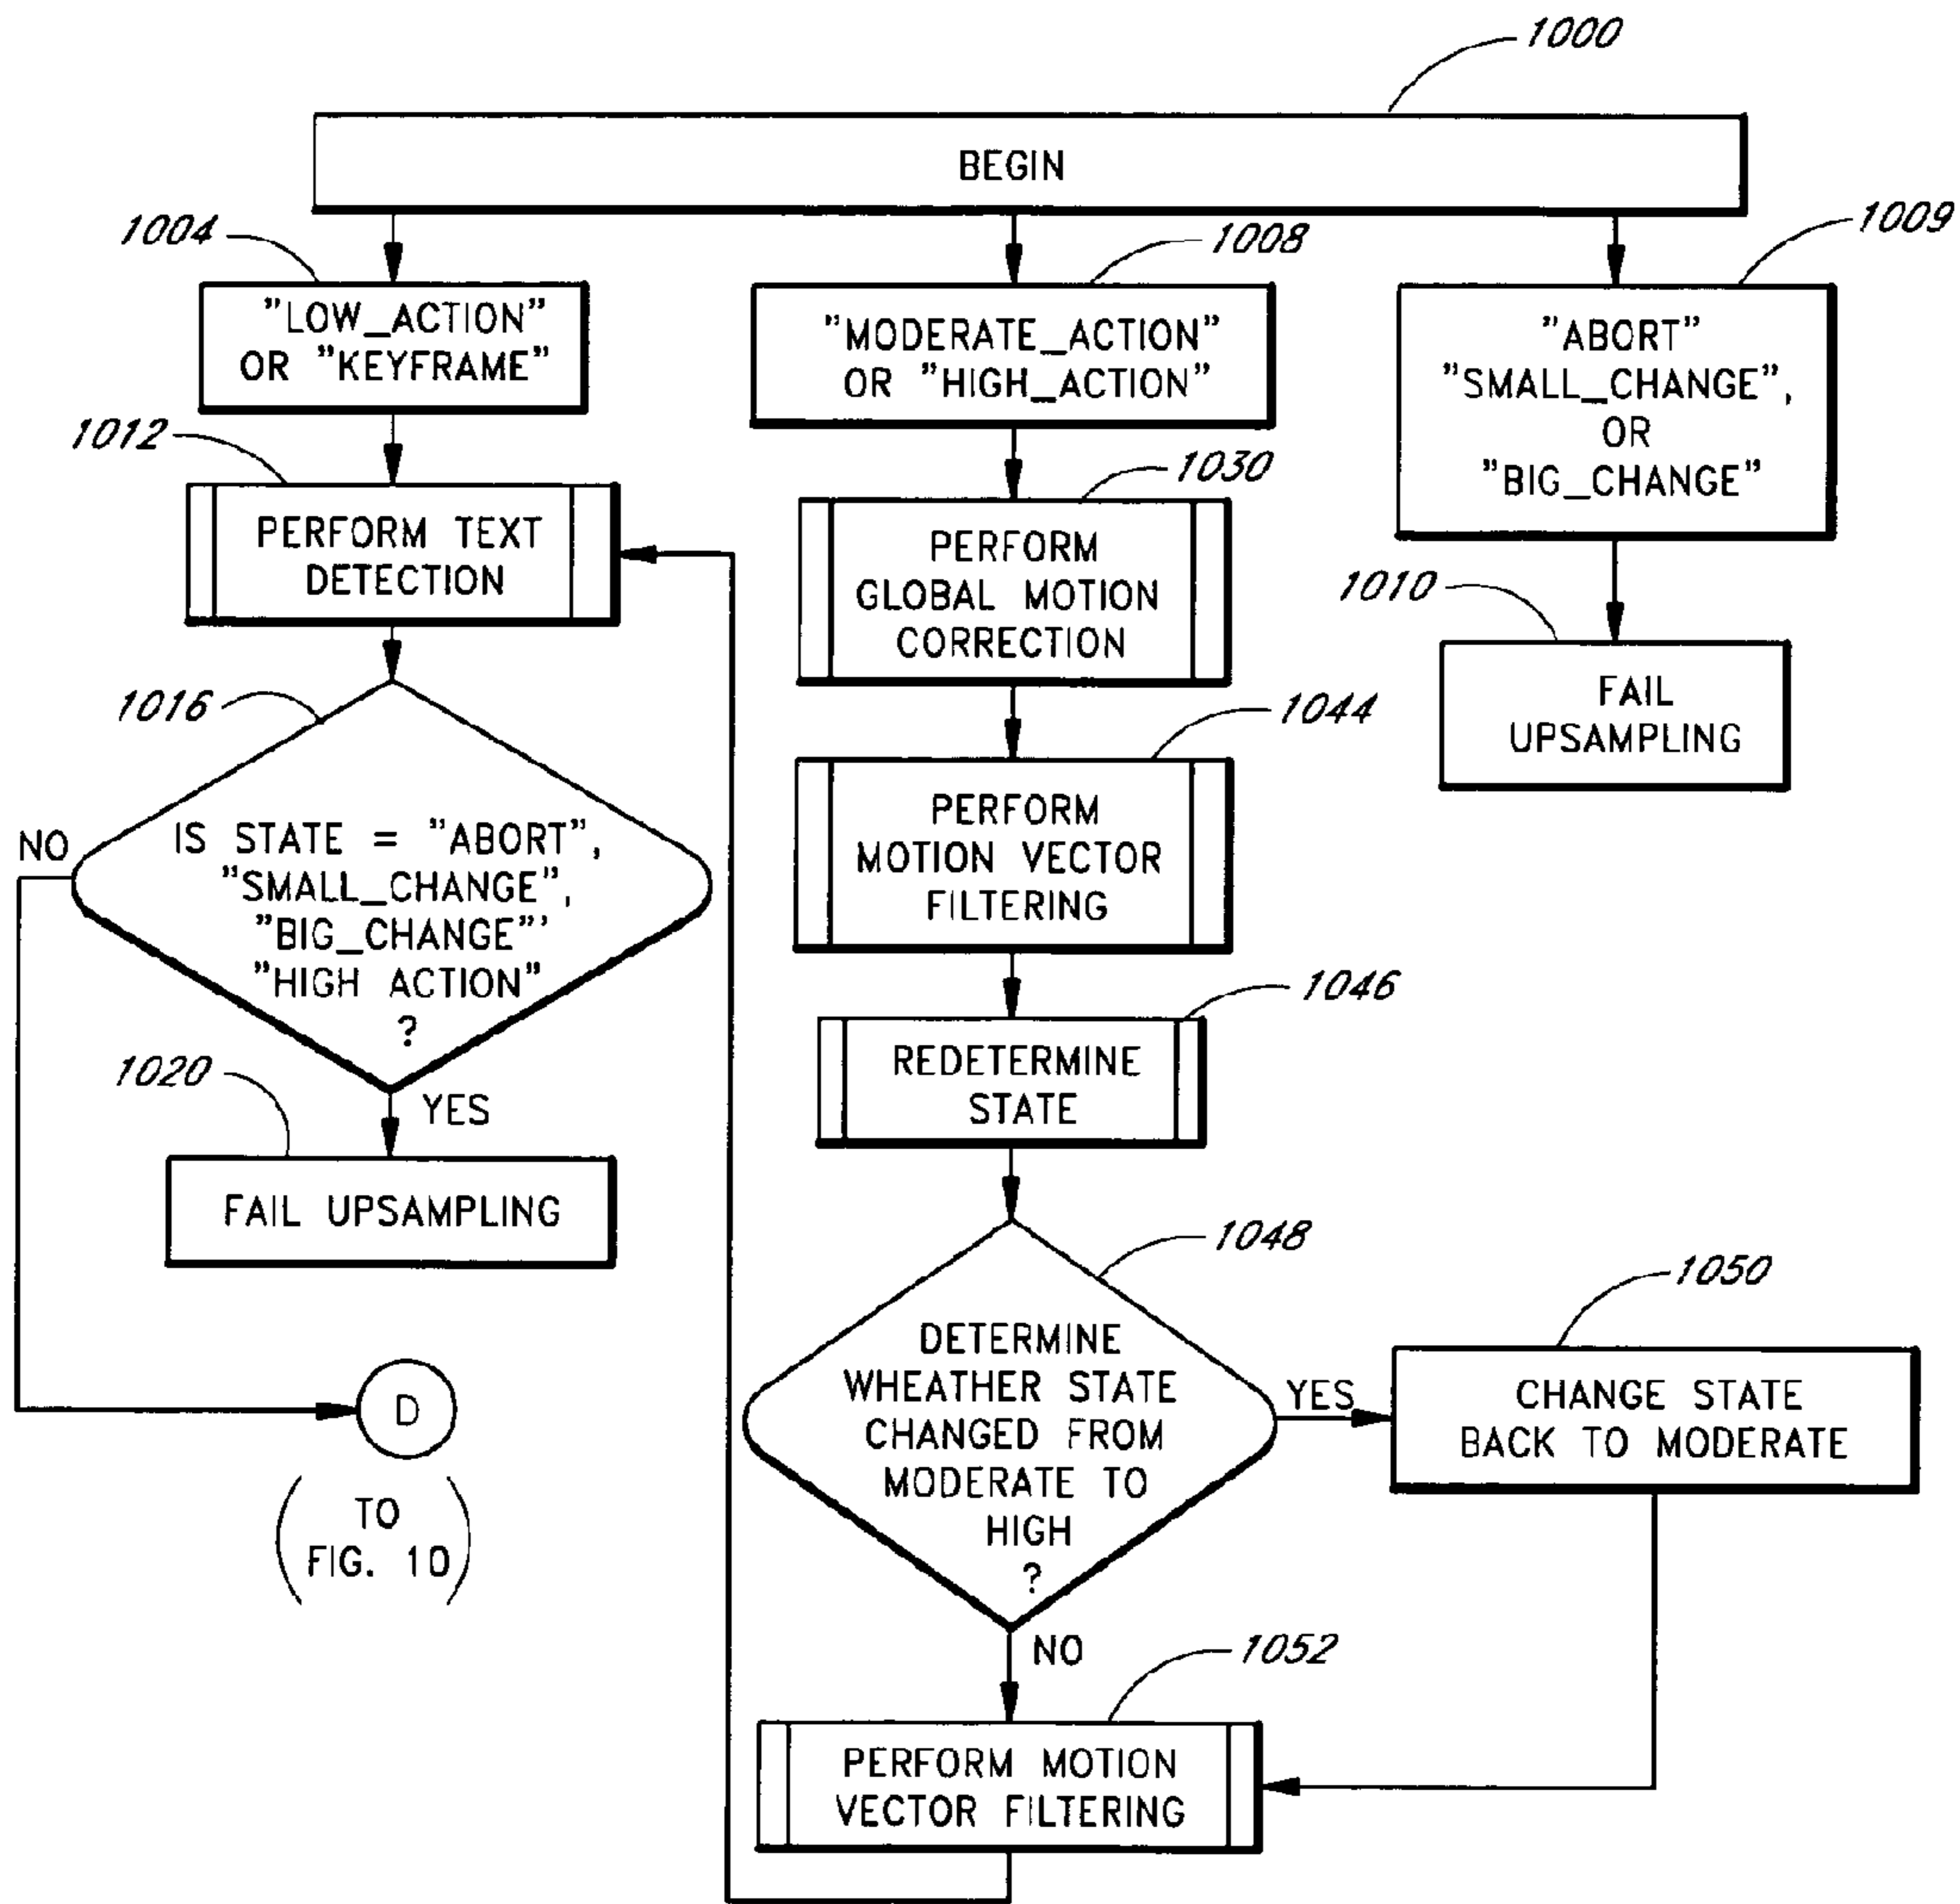 1000
BEGIN
1004
1008
1009
"LOW_ACTION"
OR "KEYFRAME"
"MODERATE_ACTION"
OR "HIGH_ACTION"
"ABORT"
"SMALL_CHANGE",
OR
"BIG_CHANGE"
1012
PERFORM TEXT
DETECTION
1030
PERFORM
GLOBAL MOTION
CORRECTION
1010
FAIL
UPSAMPLING
1016
NO
IS STATE = "ABORT",
"SMALL_CHANGE",
"BIG_CHANGE"'
"HIGH ACTION"
?
1044
PERFORM
MOTION VECTOR
FILTERING
1020
YES
FAIL UPSAMPLING
1046
REDETERMINE
STATE
D
TO
FIG. 10
1048
DETERMINE
WHEATHER STATE
CHANGED FROM
MODERATE TO
HIGH
?
YES
1050
CHANGE STATE
BACK TO MODERATE
NO
1052
PERFORM MOTION
VECTOR FILTERING